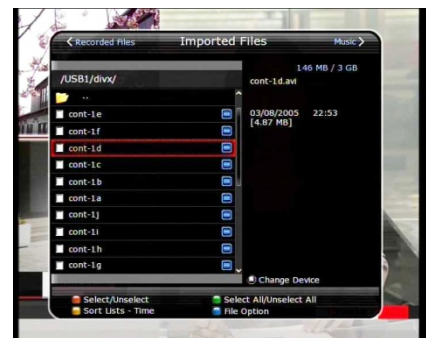 Recorded Files Imported Files Music
146 MB / 3 GB
/USB1/divx/
cont-1d.avi
..
cont-1e
03/08/2005 22:53
[4.87 MB]
cont-1f
cont-1d
cont-1c
cont-1b
cont-1a
cont-1j
cont-1i
cont-1h
cont-1g
Change Device
Select/Unselect Select All/Unselect All
Sort Lists - Time File Option